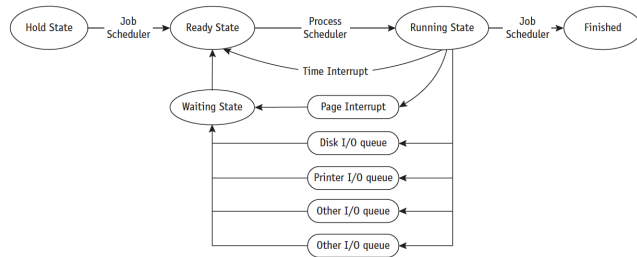 Job
Process
Job
Hold State
Scheduler
Ready State
Scheduler
Running State
Scheduler
Finished
Time Interrupt
Waiting State
Page Interrupt
Disk I/O queue
Printer I/O queue
Other I/O queue
Other I/O queue